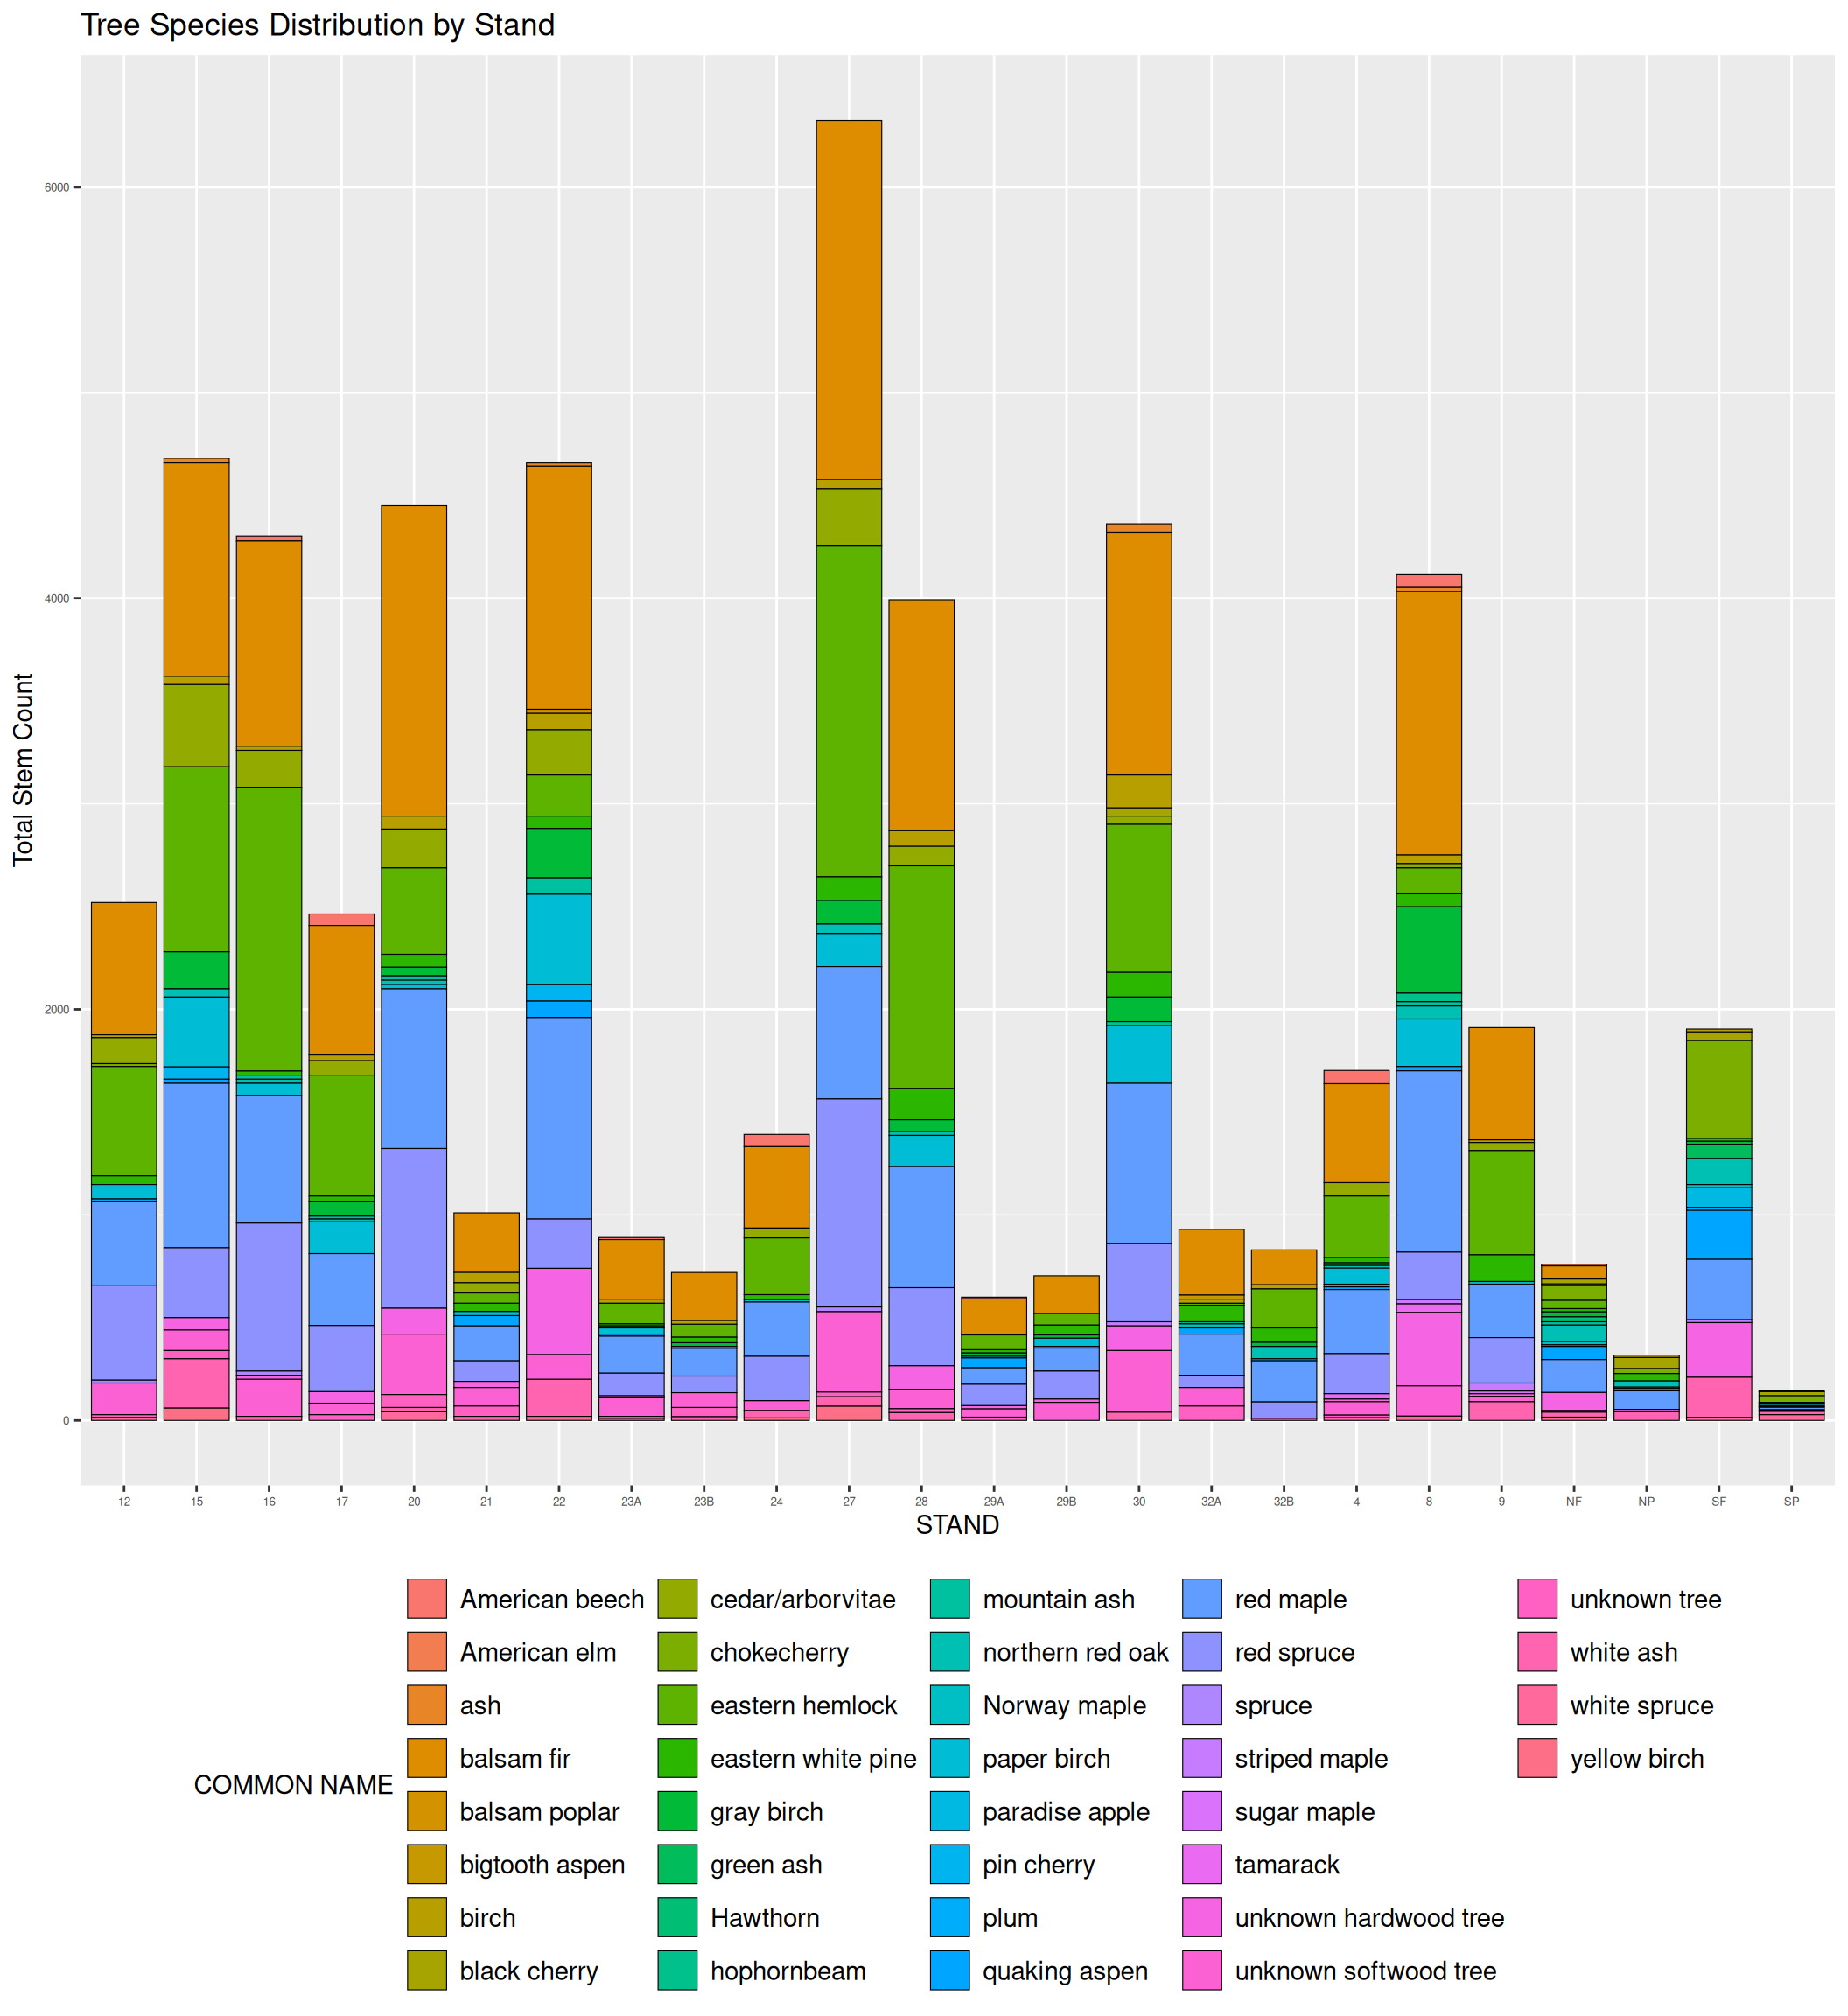 Tree Species Distribution by Stand
Total Stem Count
6000
4000
2000
0
12 15 16 17 20 21 22 23A 23B 24 27 28 29A 29B 30 32A 32B 4 8 9 NF NP SF SP
STAND
COMMON NAME
American beech
American elm
ash
balsam fir
balsam poplar
bigtooth aspen
birch
black cherry
cedar/arborvitae
chokecherry
eastern hemlock
eastern white pine
gray birch
green ash
Hawthorn
hophornbeam
mountain ash
northern red oak
Norway maple
paper birch
paradise apple
pin cherry
plum
quaking aspen
red maple
red spruce
spruce
striped maple
sugar maple
tamarack
unknown hardwood tree
unknown softwood tree
unknown tree
white ash
white spruce
yellow birch